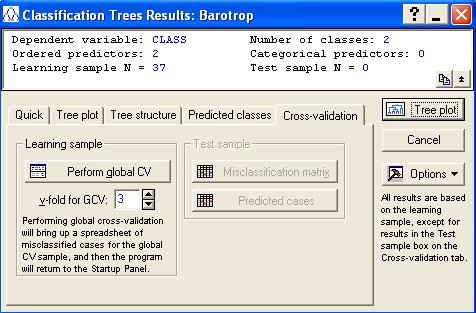 Classification Trees Results: Barotrop
Dependent variable: CLASS Number of classes: 2
Ordered predictors: 2 Categorical predictors: 0
Learning sample N = 37 Test sample N = 0
Quick Tree plot Tree structure Predicted classes Cross-validation
Learning sample
Perform global CV
v-fold for GCV: 3
Performing global cross-validation
will bring up a spreadsheet of
misclassified cases for the global
CV sample, and then the program
will return to the Startup Panel.
Test sample
Misclassification matrix
Predicted cases
Tree plot
Cancel
Options
All results are based
on the learning
sample, except for
results in the Test
sample box on the
Cross-validation tab.